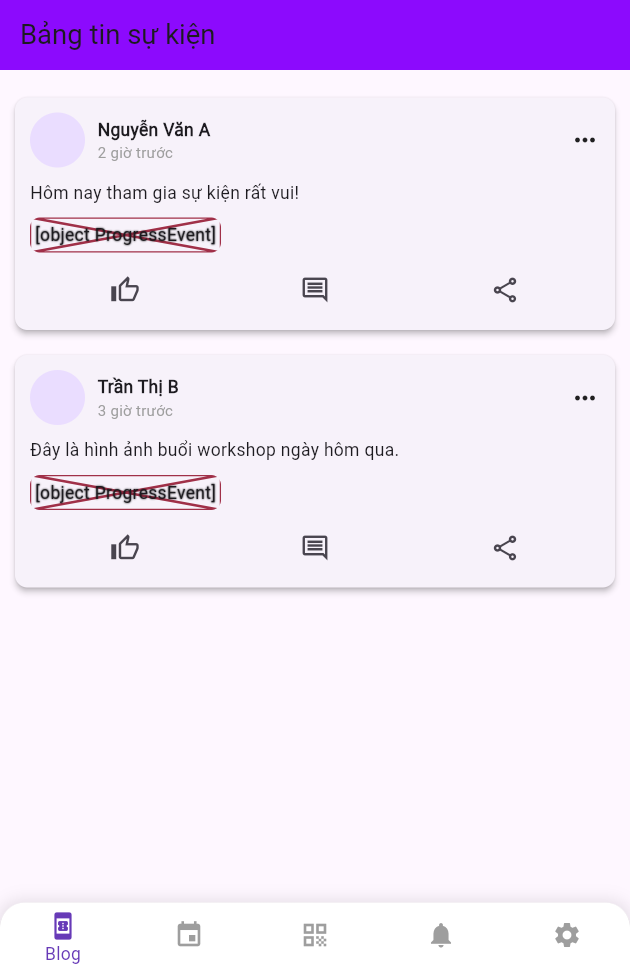 Bảng tin sự kiện
Nguyễn Văn A
2 giờ trước
Hôm nay tham gia sự kiện rất vui!
[object ProgressEvent]
Trần Thị B
3 giờ trước
Đây là hình ảnh buổi workshop ngày hôm qua.
[object ProgressEvent]
Blog